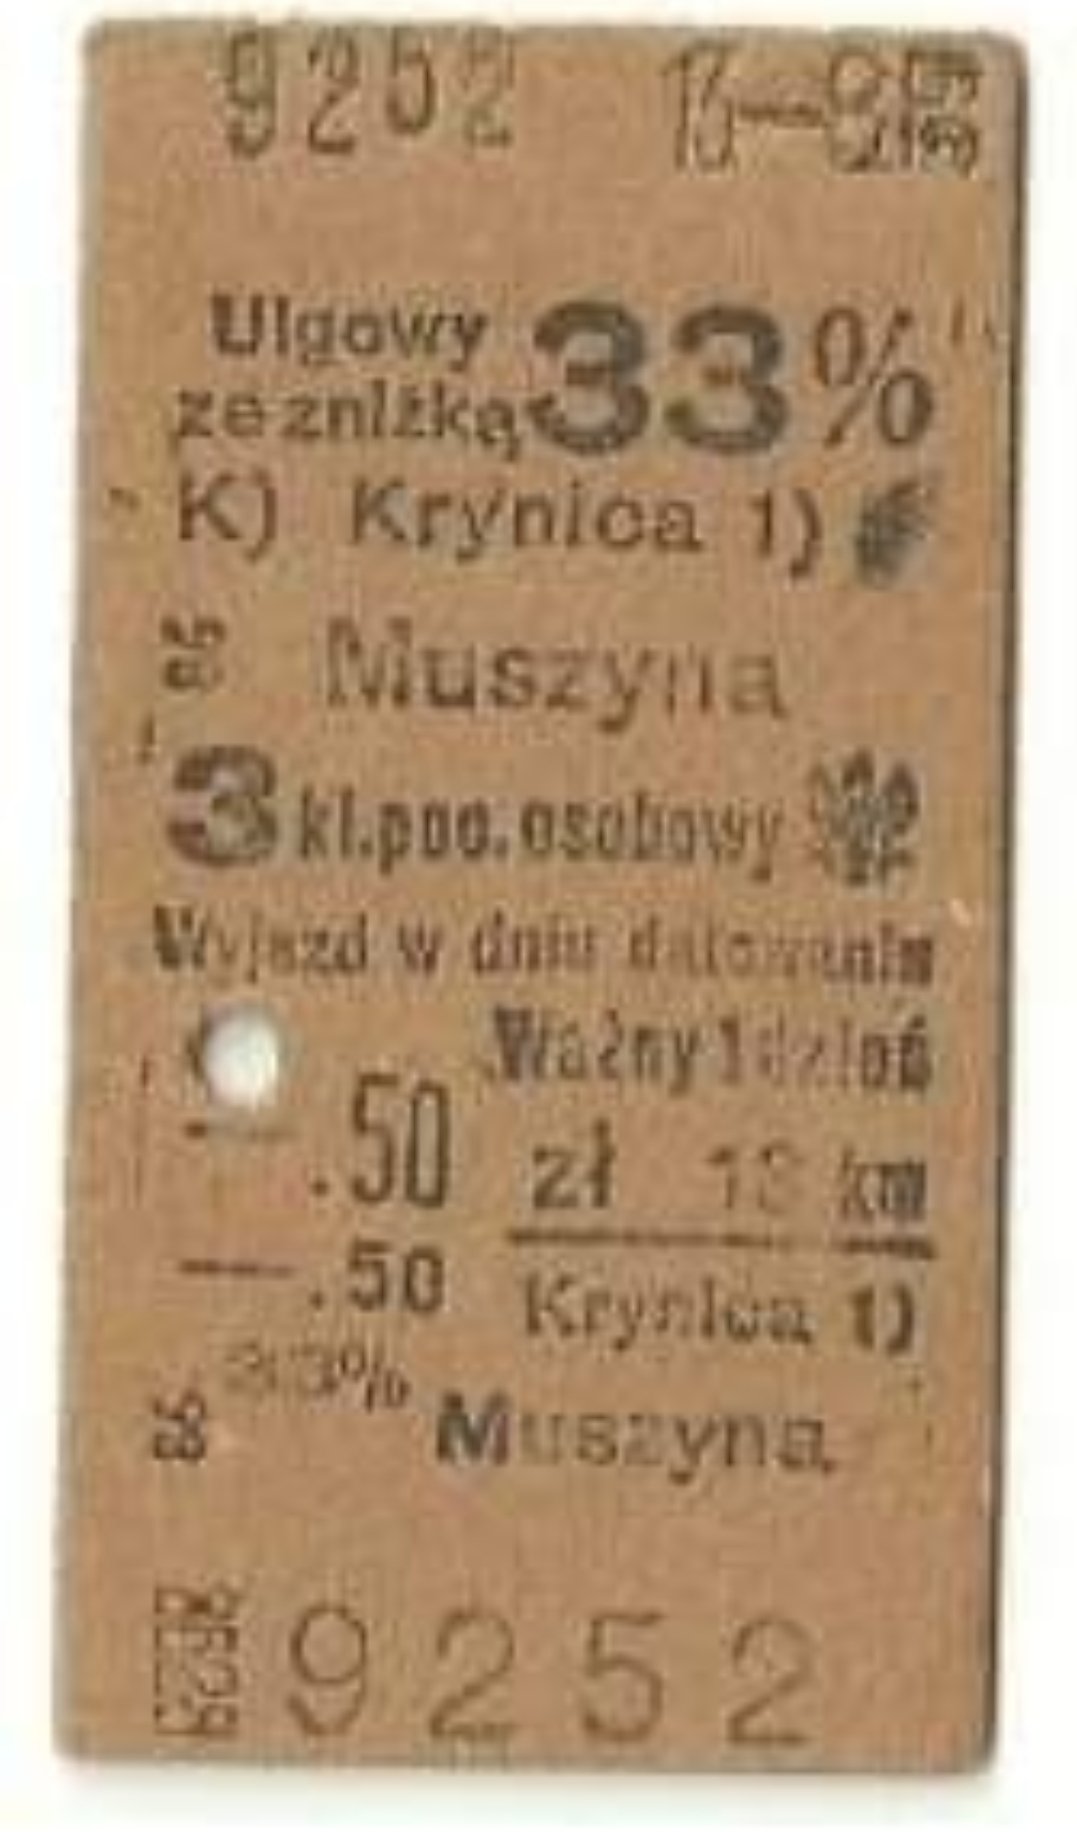 9252
Ulgowy
ze zniżką 33%
K) Krynica 1)
Muszyna
3 kl. poc. osobowy
Wyjazd w dniu datowania
Ważny 1 dzień
.50 zł km
—.50 Krynica 1)
33%
Muszyna
9252